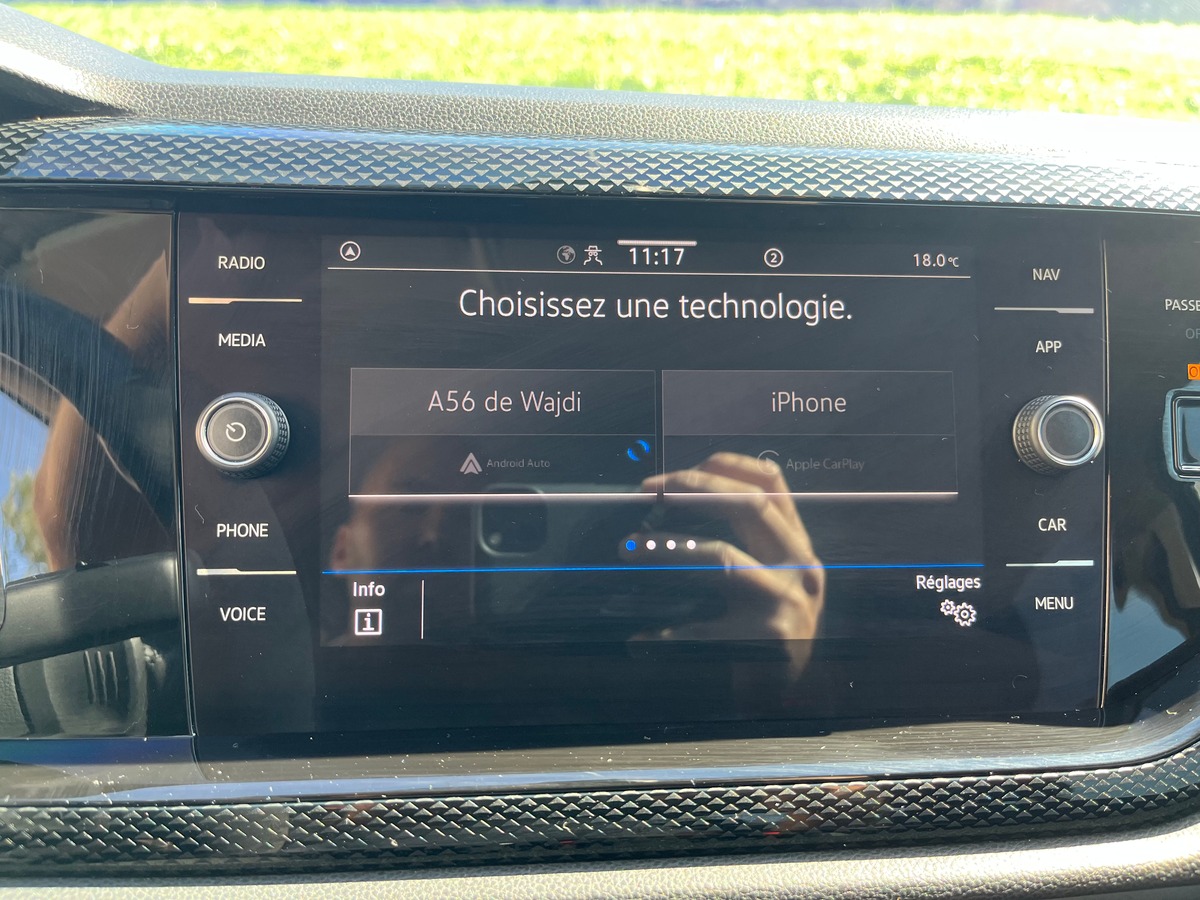 RADIO
MEDIA
PHONE
VOICE
11:17
2
18.0°C
Choisissez une technologie.
A56 de Wajdi
Android Auto
iPhone
Apple CarPlay
Info
i
Réglages
NAV
APP
CAR
MENU